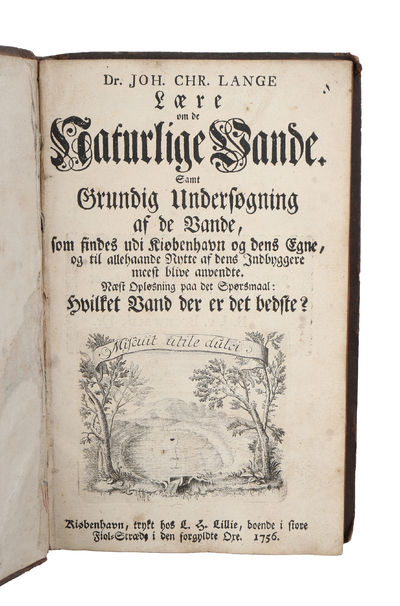 Dr. JOH. CHR. LANGE
Lære
om de
Naturlige Vande.
Samt
Grundig Undersøgning
af de Vande,
som findes udi Kiøbenhavn og dens Egne,
og til allehaande Nytte af dens Indbyggere
meest blive anvendte.
Næst Opløsning paa det Spørsmaal:
Hvilket Vand der er det bedste?
Miscuit utile dulci
Kiøbenhavn, trykt hos L. H. Lillie, boende i store
Fiol-Stræde i den forgyldte Oxe. 1756.